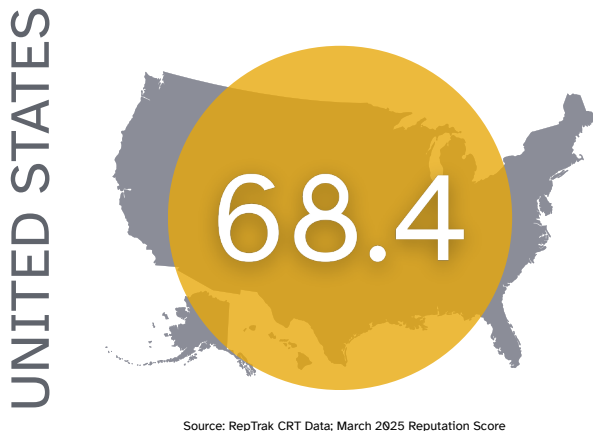 UNITED STATES
68.4
Source: RepTrak CRT Data; March 2025 Reputation Score